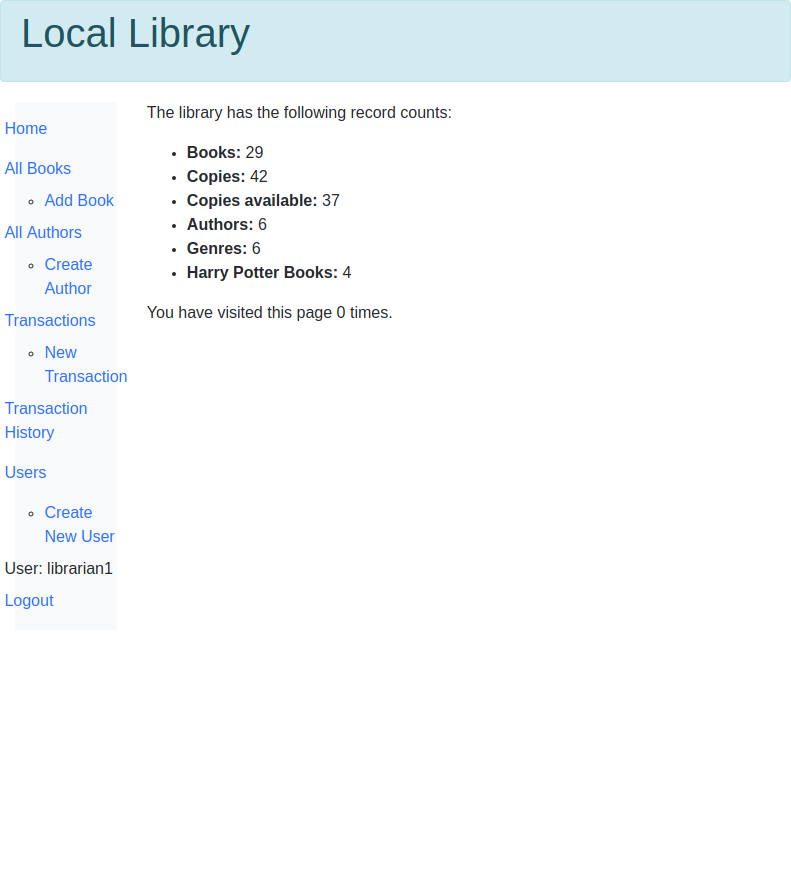 Local Library
Home
All Books
Add Book
All Authors
Create
Author
Transactions
New
Transaction
Transaction
History
Users
Create
New User
User: librarian1
Logout
The library has the following record counts:
Books: 29
Copies: 42
Copies available: 37
Authors: 6
Genres: 6
Harry Potter Books: 4
You have visited this page 0 times.